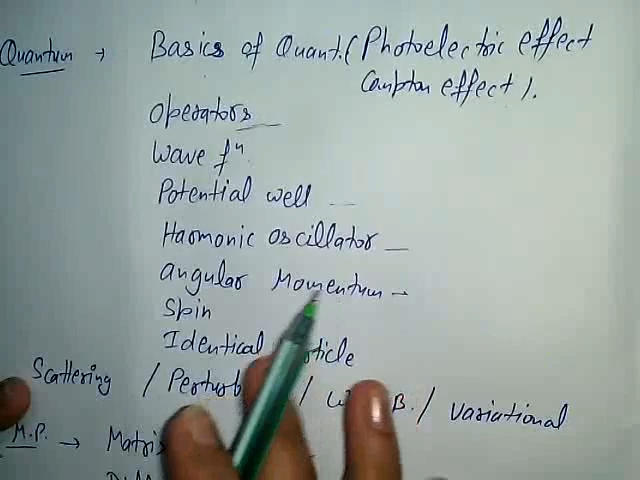 Quantum → Basics of Quant. (Photoelectric effect
Compton effect).
Operators
Wave fⁿ.
Potential well
Harmonic oscillator
Angular Momentum →
Spin
Identical
Scattering / / / Variational
M.P. →